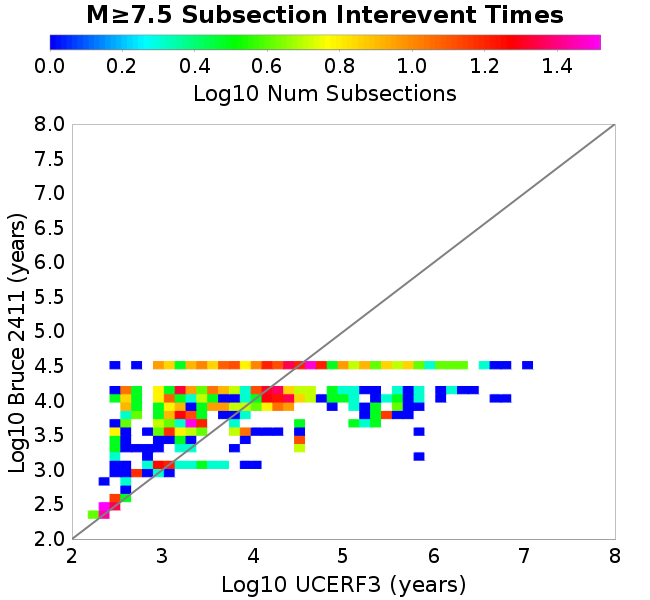 M≥7.5 Subsection Interevent Times
0.0 0.2 0.4 0.6 0.8 1.0 1.2 1.4
Log10 Num Subsections
8.0
7.5
7.0
6.5
6.0
5.5
5.0
4.5
4.0
3.5
3.0
2.5
2.0
Log10 Bruce 2411 (years)
2 3 4 5 6 7 8
Log10 UCERF3 (years)